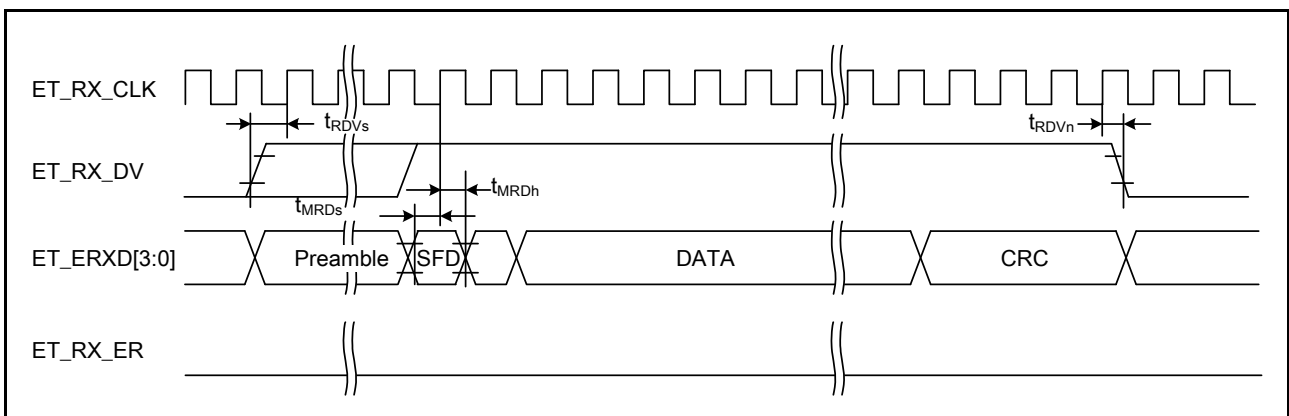 ET_RX_CLK
tRDVs
tRDVn
ET_RX_DV
tMRDh
tMRDs
ET_ERXD[3:0]
Preamble
SFD
DATA
CRC
ET_RX_ER